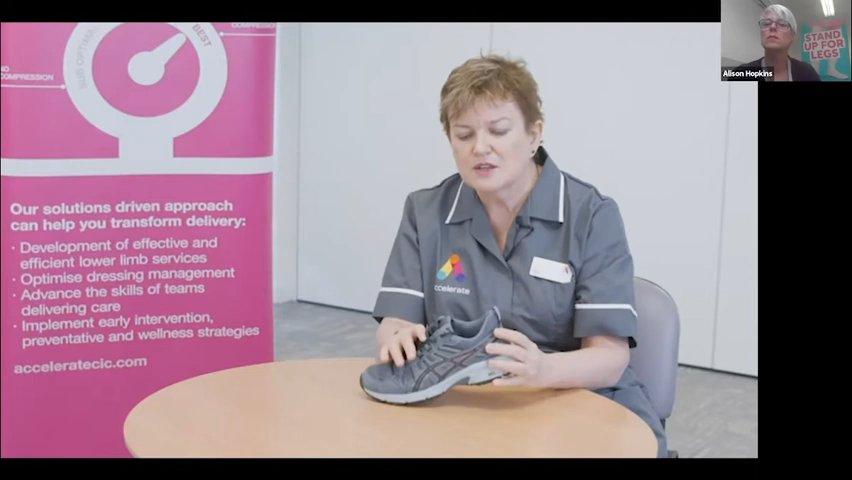 NO
COMPRESSION
SUB OPTIMAL
BEST
COMPRESSION
Our solutions driven approach
can help you transform delivery:
· Development of effective and
efficient lower limb services
· Optimise dressing management
· Advance the skills of teams
delivering care
· Implement early intervention,
preventative and wellness strategies
acceleratecic.com
accelerate
STAND
UP FOR
LEGS
Alison Hopkins